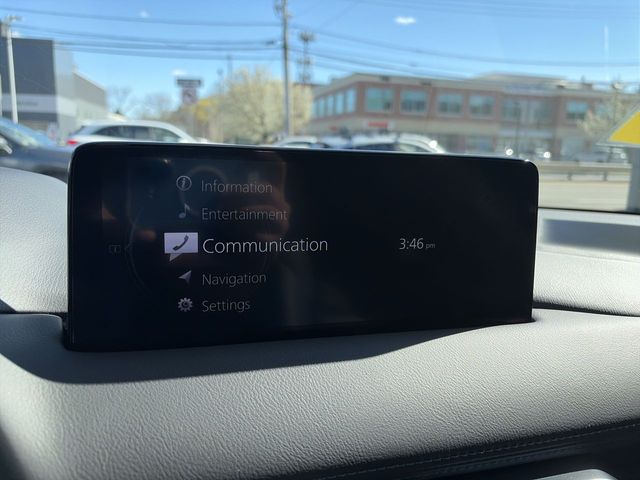 Information
Entertainment
Communication
3:46 pm
Navigation
Settings